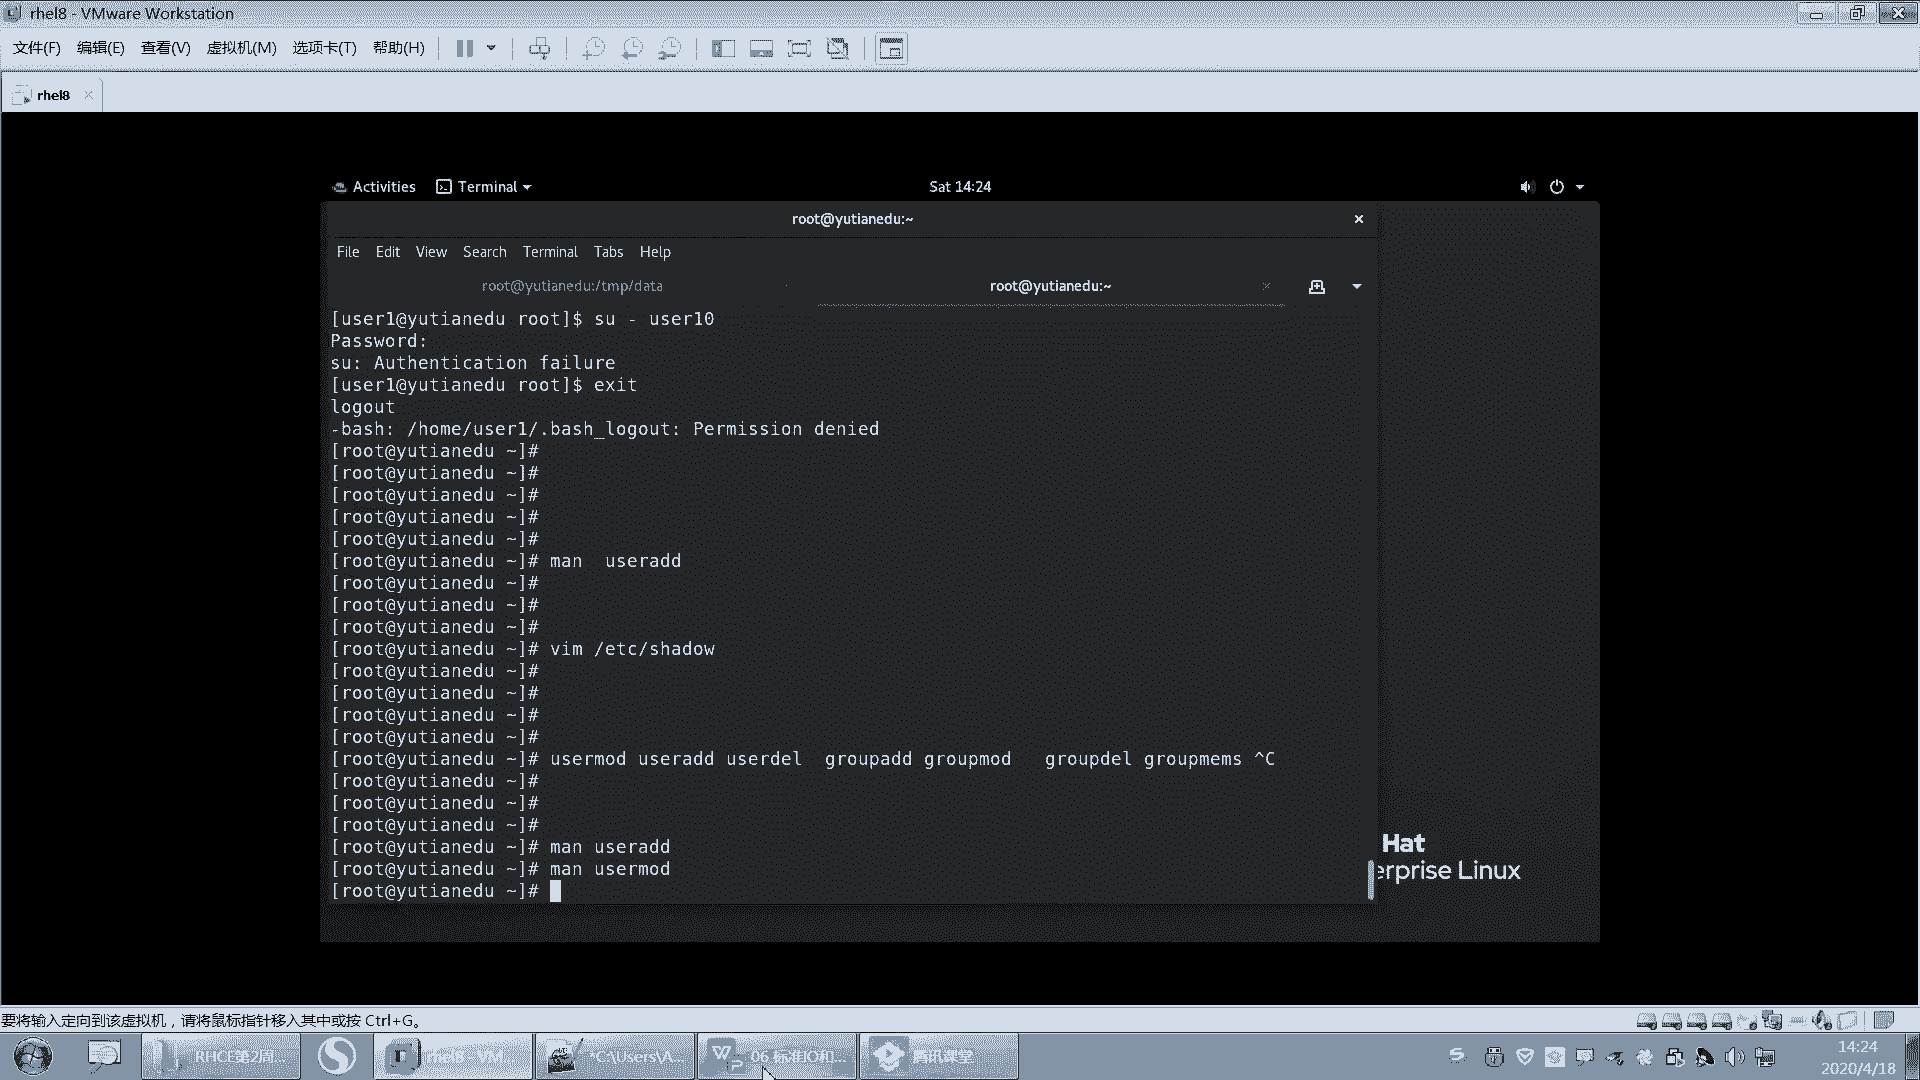 rhel8 - VMware Workstation
文件(F) 编辑(E) 查看(V) 虚拟机(M) 选项卡(T) 帮助(H)
rhel8
Activities Terminal Sat 14:24
root@yutianedu:~
File Edit View Search Terminal Tabs Help
root@yutianedu:/tmp/data root@yutianedu:~
[user1@yutianedu root]$ su - user10
Password:
su: Authentication failure
[user1@yutianedu root]$ exit
logout
-bash: /home/user1/.bash_logout: Permission denied
[root@yutianedu ~]#
[root@yutianedu ~]#
[root@yutianedu ~]#
[root@yutianedu ~]#
[root@yutianedu ~]#
[root@yutianedu ~]# man  useradd
[root@yutianedu ~]#
[root@yutianedu ~]#
[root@yutianedu ~]#
[root@yutianedu ~]# vim /etc/shadow
[root@yutianedu ~]#
[root@yutianedu ~]#
[root@yutianedu ~]#
[root@yutianedu ~]#
[root@yutianedu ~]# usermod useradd userdel  groupadd groupmod   groupdel groupmems ^C
[root@yutianedu ~]#
[root@yutianedu ~]#
[root@yutianedu ~]#
[root@yutianedu ~]# man useradd
[root@yutianedu ~]# man usermod
[root@yutianedu ~]#
Hat
erprise Linux
要将输入定向到该虚拟机，请将鼠标指针移入其中或按 Ctrl+G。
RHCE第2周... rhel8 - VM... *C:\Users\A... 06.标准IO和... 腾讯课堂
14:24
2020/4/18